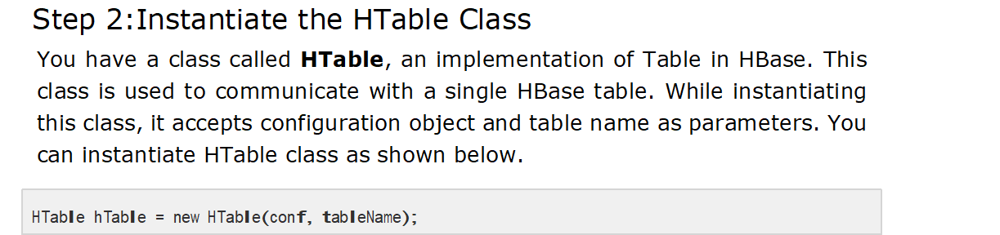 Step 2:Instantiate the HTable Class
You have a class called HTable, an implementation of Table in HBase. This
class is used to communicate with a single HBase table. While instantiating
this class, it accepts configuration object and table name as parameters. You
can instantiate HTable class as shown below.
HTable hTable = new HTable(conf, tableName);